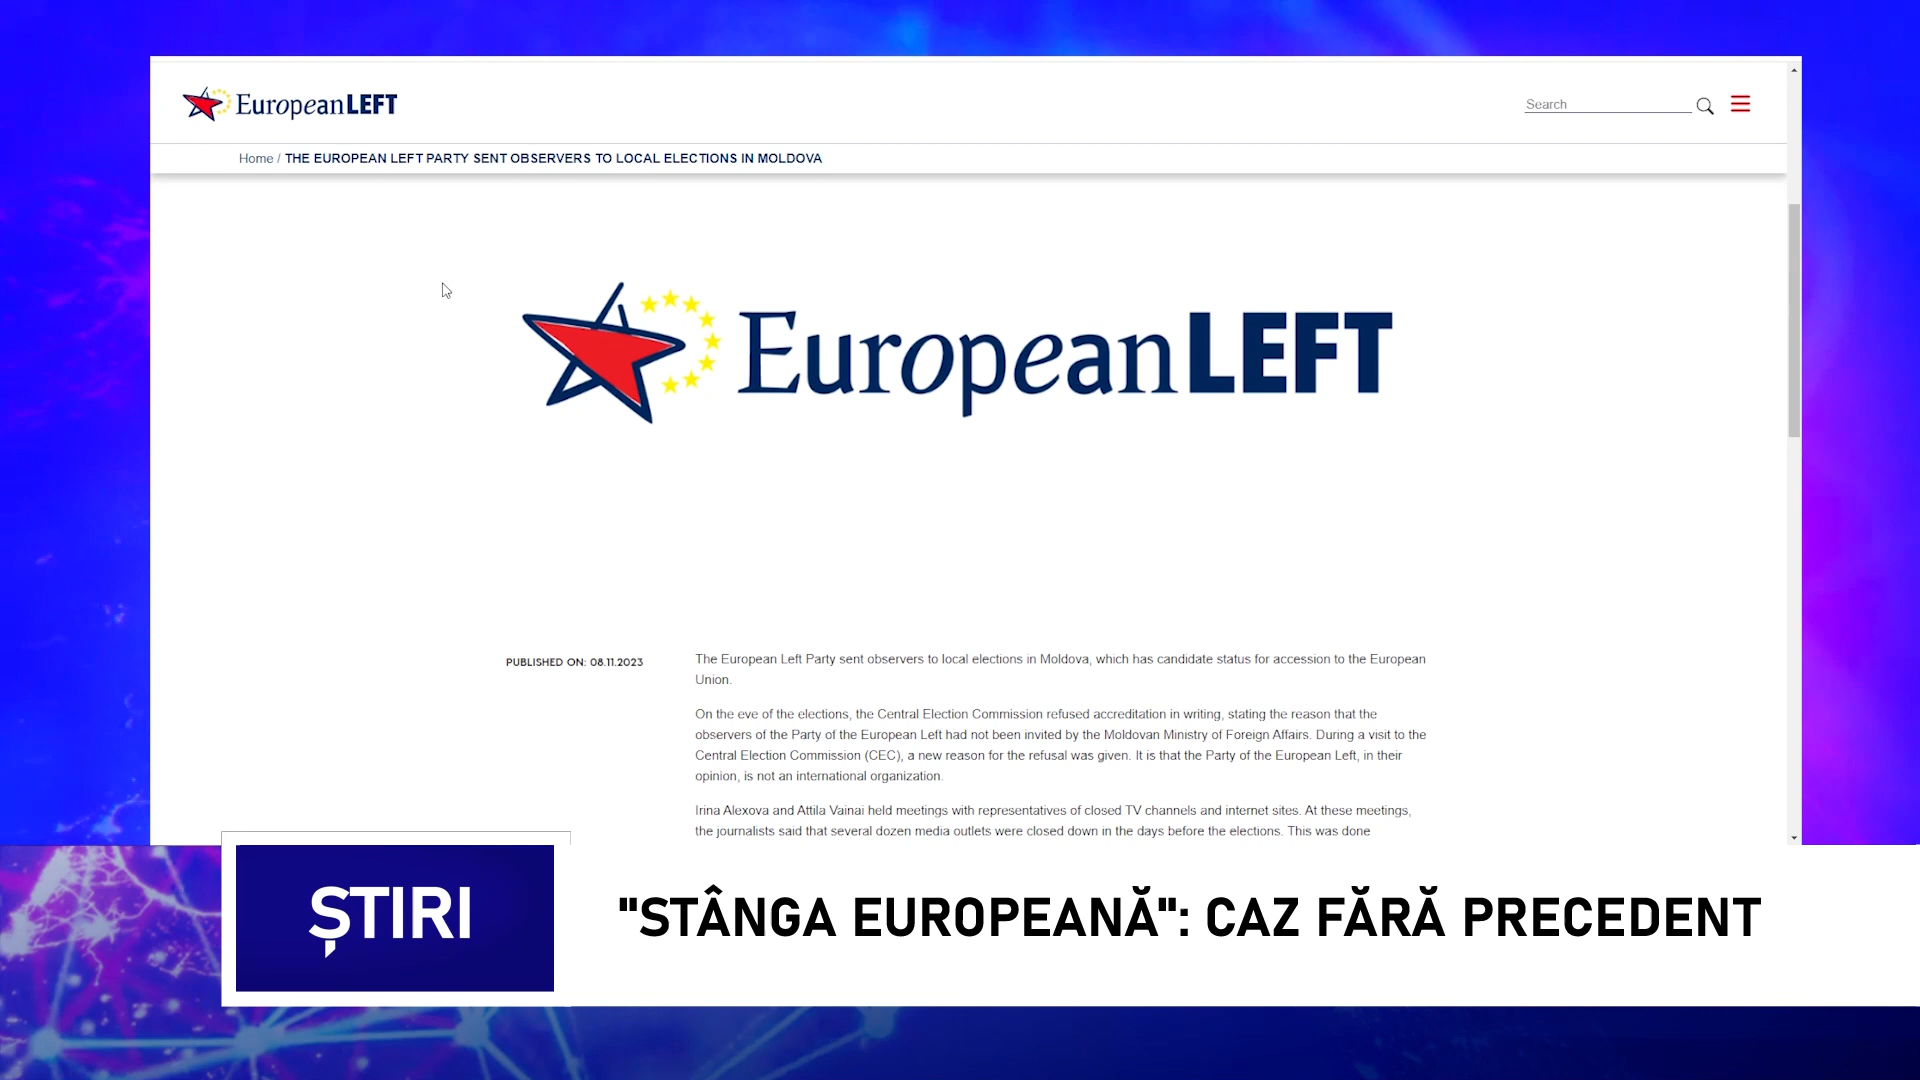 EuropeanLEFT
Search
Home / THE EUROPEAN LEFT PARTY SENT OBSERVERS TO LOCAL ELECTIONS IN MOLDOVA
EuropeanLEFT
PUBLISHED ON: 08.11.2023
The European Left Party sent observers to local elections in Moldova, which has candidate status for accession to the European
Union.
On the eve of the elections, the Central Election Commission refused accreditation in writing, stating the reason that the
observers of the Party of the European Left had not been invited by the Moldovan Ministry of Foreign Affairs. During a visit to the
Central Election Commission (CEC), a new reason for the refusal was given. It is that the Party of the European Left, in their
opinion, is not an international organization.
Irina Alexova and Attila Vainai held meetings with representatives of closed TV channels and internet sites. At these meetings,
the journalists said that several dozen media outlets were closed down in the days before the elections. This was done
ȘTIRI
"STÂNGA EUROPEANĂ": CAZ FĂRĂ PRECEDENT